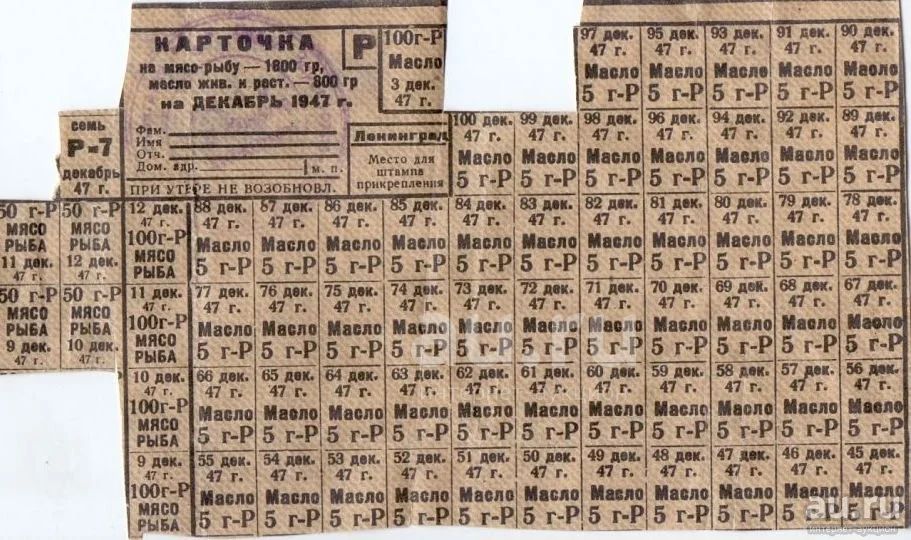 КАРТОЧКА
на мясо-рыбу — 1800 гр,
масло жив. и раст. — 800 гр
на ДЕКАБРЬ 1947 г.
Р
100г-Р
Масло
3 дек.
47 г.
Фам.
Имя
Отч.
Дом. адр. м. п.
ПРИ УТЕРЕ НЕ ВОЗОБНОВЛ.
Ленинград
Место для
штампа
прикрепления
семь
Р-7
декабрь
47 г.
97 дек. 95 дек. 93 дек. 91 дек. 90 дек.
47 г. 47 г. 47 г. 47 г. 47 г.
Масло Масло Масло Масло Масло
5 г-Р 5 г-Р 5 г-Р 5 г-Р 5 г-Р
100 дек. 99 дек. 98 дек. 96 дек. 94 дек. 92 дек. 89 дек.
47 г. 47 г. 47 г. 47 г. 47 г. 47 г. 47 г.
Масло Масло Масло Масло Масло Масло Масло
5 г-Р 5 г-Р 5 г-Р 5 г-Р 5 г-Р 5 г-Р 5 г-Р
50 г-Р 50 г-Р
МЯСО МЯСО
РЫБА РЫБА
11 дек. 12 дек.
47 г. 47 г.
50 г-Р 50 г-Р
МЯСО МЯСО
РЫБА РЫБА
9 дек. 10 дек.
47 г. 47 г.
12 дек. 88 дек. 87 дек. 86 дек. 85 дек. 84 дек. 83 дек. 82 дек. 81 дек. 80 дек. 79 дек. 78 дек.
47 г. 47 г. 47 г. 47 г. 47 г. 47 г. 47 г. 47 г. 47 г. 47 г. 47 г. 47 г.
100г-Р Масло Масло Масло Масло Масло Масло Масло Масло Масло Масло Масло
МЯСО 5 г-Р 5 г-Р 5 г-Р 5 г-Р 5 г-Р 5 г-Р 5 г-Р 5 г-Р 5 г-Р 5 г-Р 5 г-Р
РЫБА
11 дек. 77 дек. 76 дек. 75 дек. 74 дек. 73 дек. 72 дек. 71 дек. 70 дек. 69 дек. 68 дек. 67 дек.
47 г. 47 г. 47 г. 47 г. 47 г. 47 г. 47 г. 47 г. 47 г. 47 г. 47 г. 47 г.
100г-Р Масло Масло Масло Масло Масло Масло Масло Масло Масло Масло Масло
МЯСО 5 г-Р 5 г-Р 5 г-Р 5 г-Р 5 г-Р 5 г-Р 5 г-Р 5 г-Р 5 г-Р 5 г-Р 5 г-Р
РЫБА
10 дек. 66 дек. 65 дек. 64 дек. 63 дек. 62 дек. 61 дек. 60 дек. 59 дек. 58 дек. 57 дек. 56 дек.
47 г. 47 г. 47 г. 47 г. 47 г. 47 г. 47 г. 47 г. 47 г. 47 г. 47 г. 47 г.
100г-Р Масло Масло Масло Масло Масло Масло Масло Масло Масло Масло Масло
МЯСО 5 г-Р 5 г-Р 5 г-Р 5 г-Р 5 г-Р 5 г-Р 5 г-Р 5 г-Р 5 г-Р 5 г-Р 5 г-Р
РЫБА
9 дек. 55 дек. 54 дек. 53 дек. 52 дек. 51 дек. 50 дек. 49 дек. 48 дек. 47 дек. 46 дек. 45 дек.
47 г. 47 г. 47 г. 47 г. 47 г. 47 г. 47 г. 47 г. 47 г. 47 г. 47 г. 47 г.
100г-Р Масло Масло Масло Масло Масло Масло Масло Масло Масло Масло Масло
МЯСО 5 г-Р 5 г-Р 5 г-Р 5 г-Р 5 г-Р 5 г-Р 5 г-Р 5 г-Р 5 г-Р 5 г-Р 5 г-Р
РЫБА
au.ru
интернет-аукцион